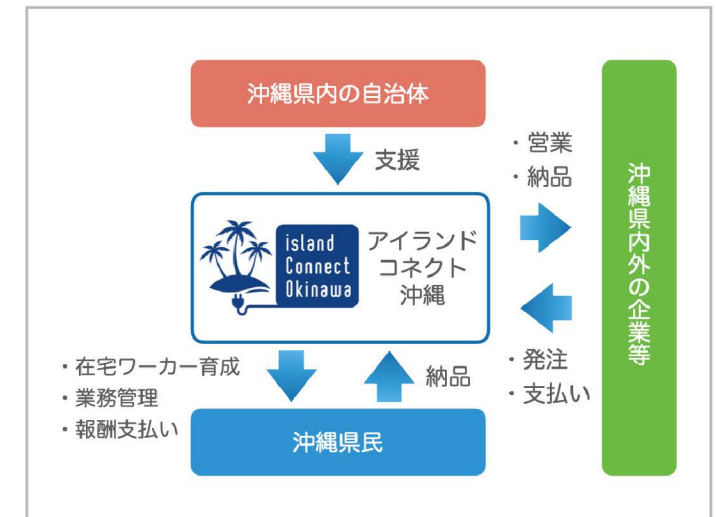 沖縄県内の自治体
支援
・営業
・納品
island
Connect
Okinawa
アイランド
コネクト
沖縄
沖縄県内外の企業等
・発注
・支払い
・在宅ワーカー育成
・業務管理
・報酬支払い
納品
沖縄県民